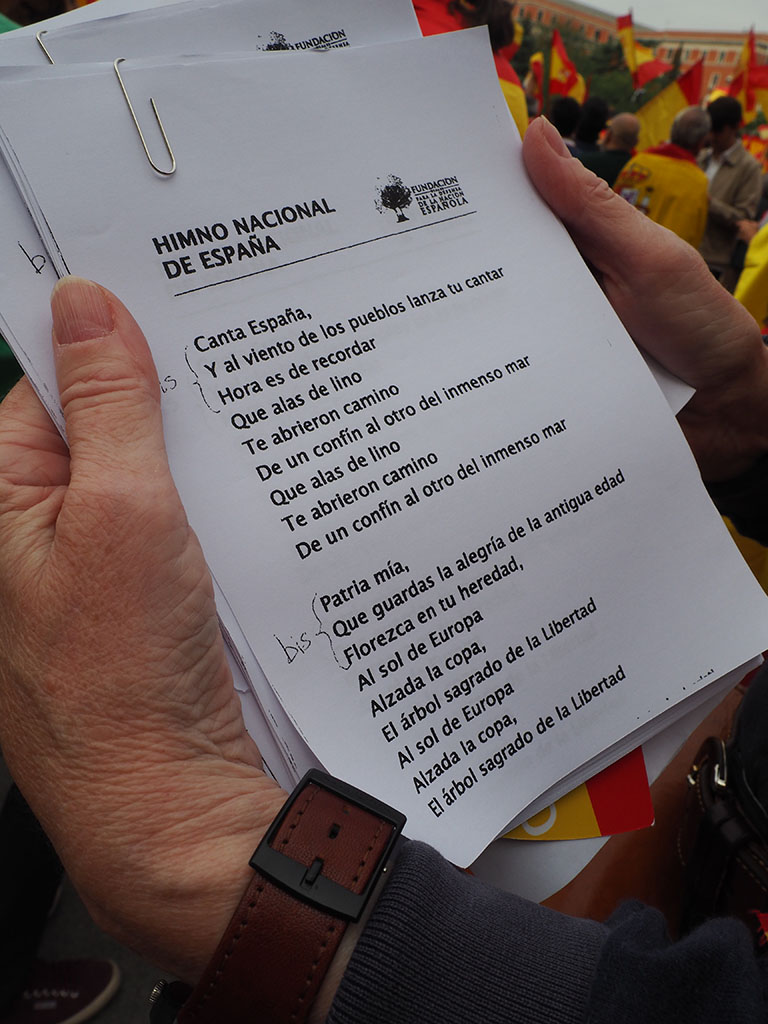 FUNDACIÓN
HIMNO NACIONAL
DE ESPAÑA
FUNDACIÓN
PARA LA DEFENSA
DE LA NACIÓN
ESPAÑOLA
Canta España,
Y al viento de los pueblos lanza tu cantar
Hora es de recordar
Que alas de lino
Te abrieron camino
De un confín al otro del inmenso mar
Que alas de lino
Te abrieron camino
De un confín al otro del inmenso mar
bis
Patria mía,
Que guardas la alegría de la antigua edad
Florezca en tu heredad,
Al sol de Europa
Alzada la copa,
El árbol sagrado de la Libertad
Al sol de Europa
Alzada la copa,
El árbol sagrado de la Libertad